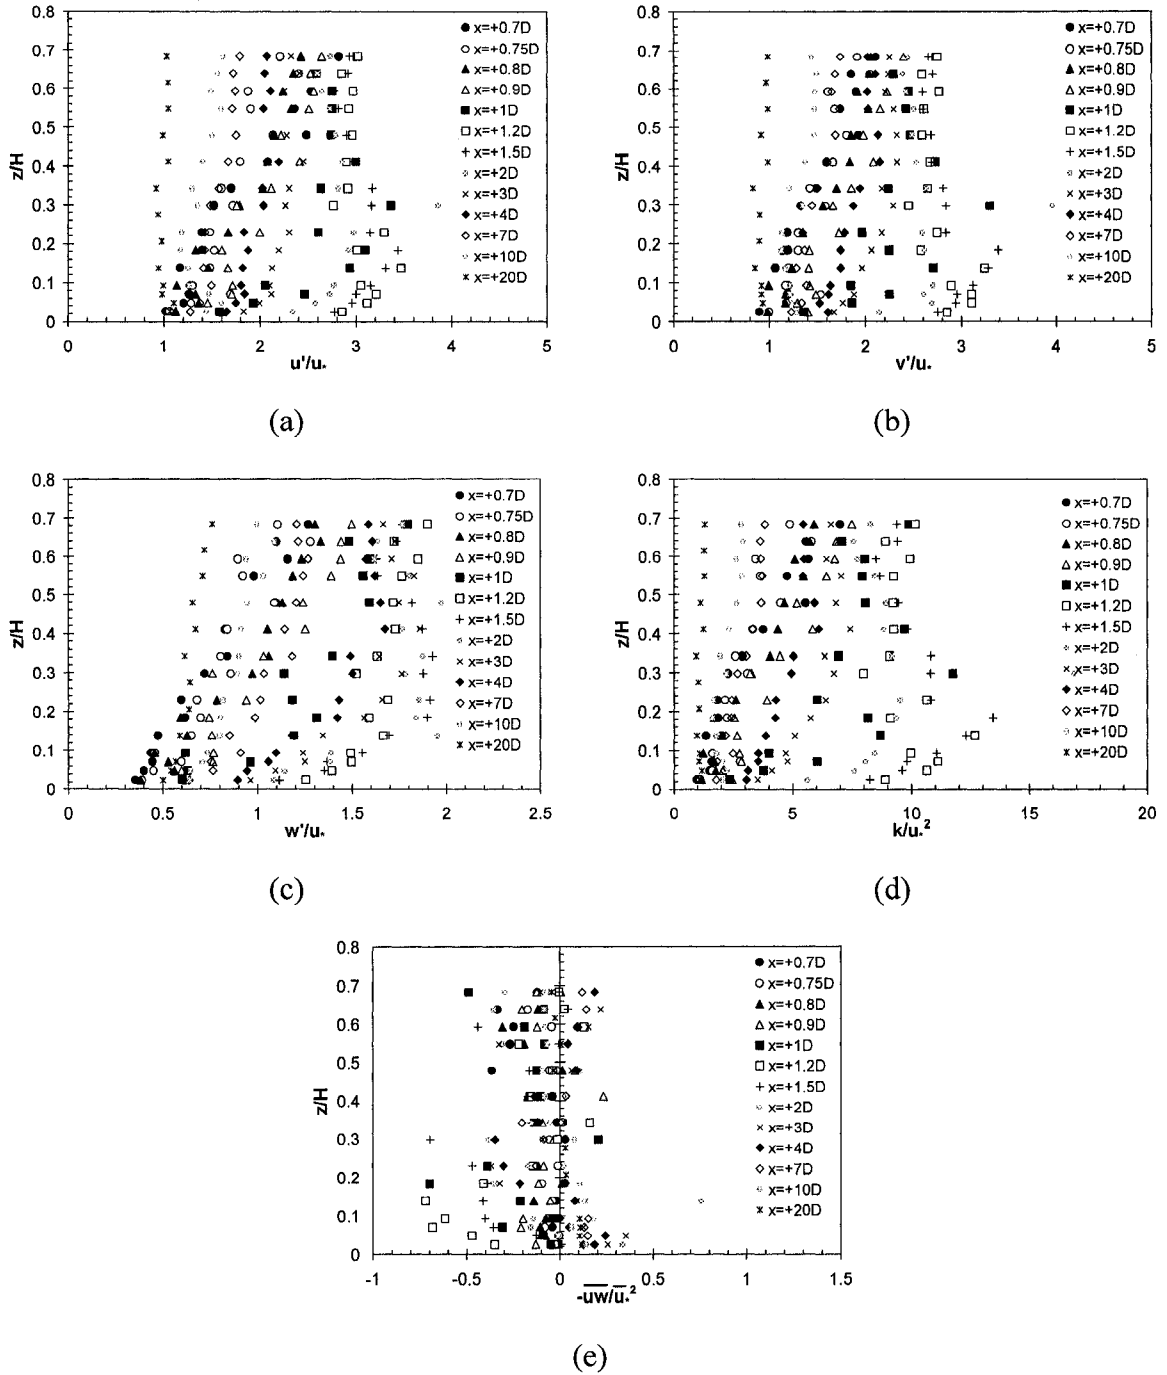 0.8
0.7
0.6
0.5
0.4
0.3
0.2
0.1
0
z/H
0 1 2 3 4 5
u'/u*
x=+0.7D
x=+0.75D
x=+0.8D
x=+0.9D
x=+1D
x=+1.2D
x=+1.5D
x=+2D
x=+3D
x=+4D
x=+7D
x=+10D
x=+20D
(a)
0.8
0.7
0.6
0.5
0.4
0.3
0.2
0.1
0
z/H
0 1 2 3 4 5
v'/u*
x=+0.7D
x=+0.75D
x=+0.8D
x=+0.9D
x=+1D
x=+1.2D
x=+1.5D
x=+2D
x=+3D
x=+4D
x=+7D
x=+10D
x=+20D
(b)
0.8
0.7
0.6
0.5
0.4
0.3
0.2
0.1
0
z/H
0 0.5 1 1.5 2 2.5
w'/u*
x=+0.7D
x=+0.75D
x=+0.8D
x=+0.9D
x=+1D
x=+1.2D
x=+1.5D
x=+2D
x=+3D
x=+4D
x=+7D
x=+10D
x=+20D
(c)
0.8
0.7
0.6
0.5
0.4
0.3
0.2
0.1
0
z/H
0 5 10 15 20
k/u*²
x=+0.7D
x=+0.75D
x=+0.8D
x=+0.9D
x=+1D
x=+1.2D
x=+1.5D
x=+2D
x=+3D
x=+4D
x=+7D
x=+10D
x=+20D
(d)
0.8
0.7
0.6
0.5
0.4
0.3
0.2
0.1
0
z/H
-1 -0.5 0 0.5 1 1.5
-u̅w̅/u̅*²
x=+0.7D
x=+0.75D
x=+0.8D
x=+0.9D
x=+1D
x=+1.2D
x=+1.5D
x=+2D
x=+3D
x=+4D
x=+7D
x=+10D
x=+20D
(e)